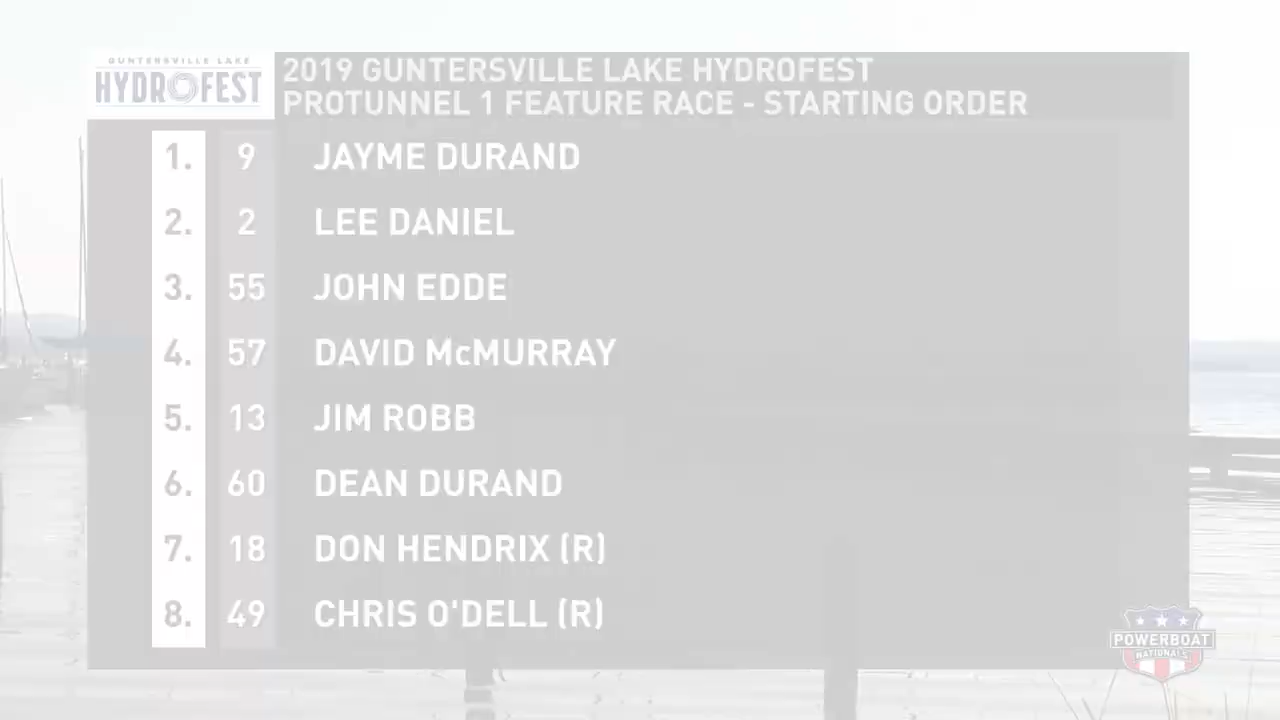 GUNTERSVILLE LAKE
HYDROFEST
2019 GUNTERSVILLE LAKE HYDROFEST
PROTUNNEL 1 FEATURE RACE - STARTING ORDER
1. 9 JAYME DURAND
2. 2 LEE DANIEL
3. 55 JOHN EDDE
4. 57 DAVID McMURRAY
5. 13 JIM ROBB
6. 60 DEAN DURAND
7. 18 DON HENDRIX (R)
8. 49 CHRIS O'DELL (R)
POWERBOAT
NATIONALS